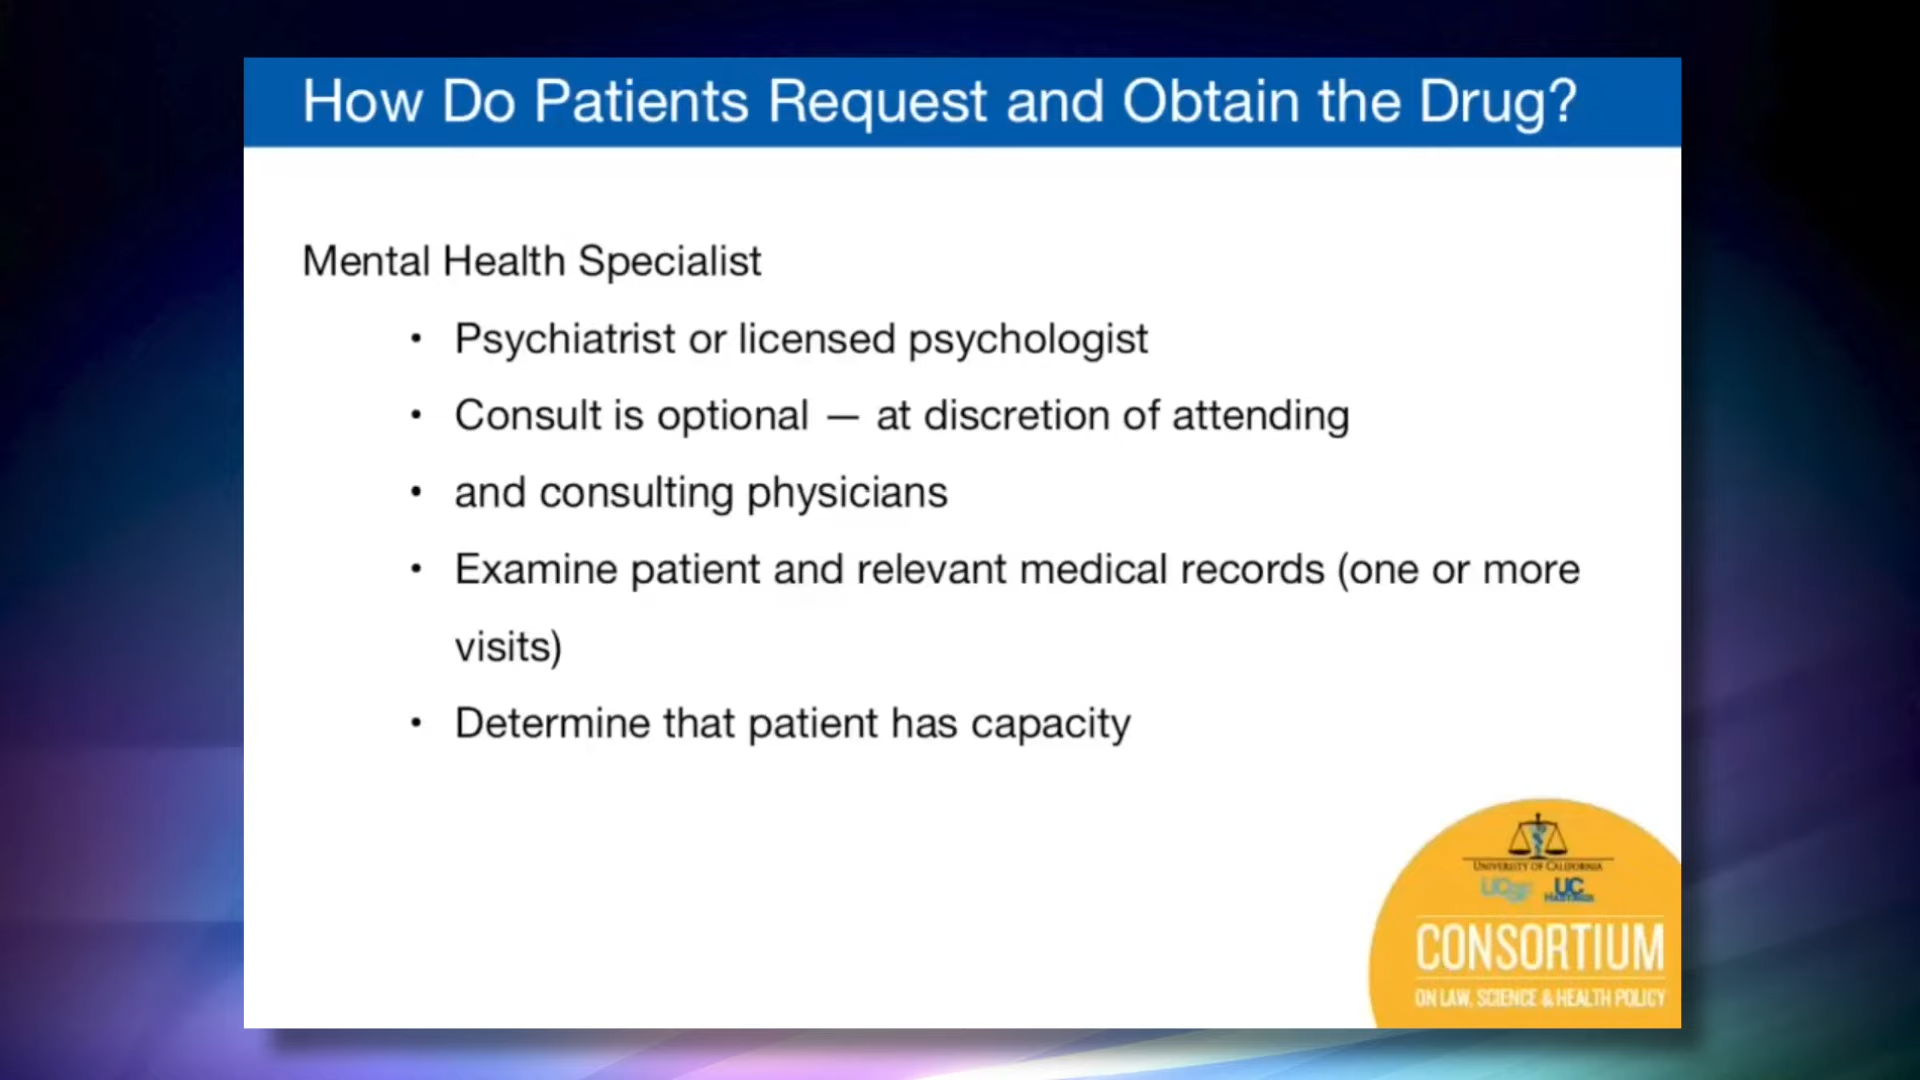 How Do Patients Request and Obtain the Drug?
Mental Health Specialist
• Psychiatrist or licensed psychologist
• Consult is optional — at discretion of attending
• and consulting physicians
• Examine patient and relevant medical records (one or more
visits)
• Determine that patient has capacity
UNIVERSITY OF CALIFORNIA
UCSF UC
HASTINGS
CONSORTIUM
ON LAW, SCIENCE & HEALTH POLICY